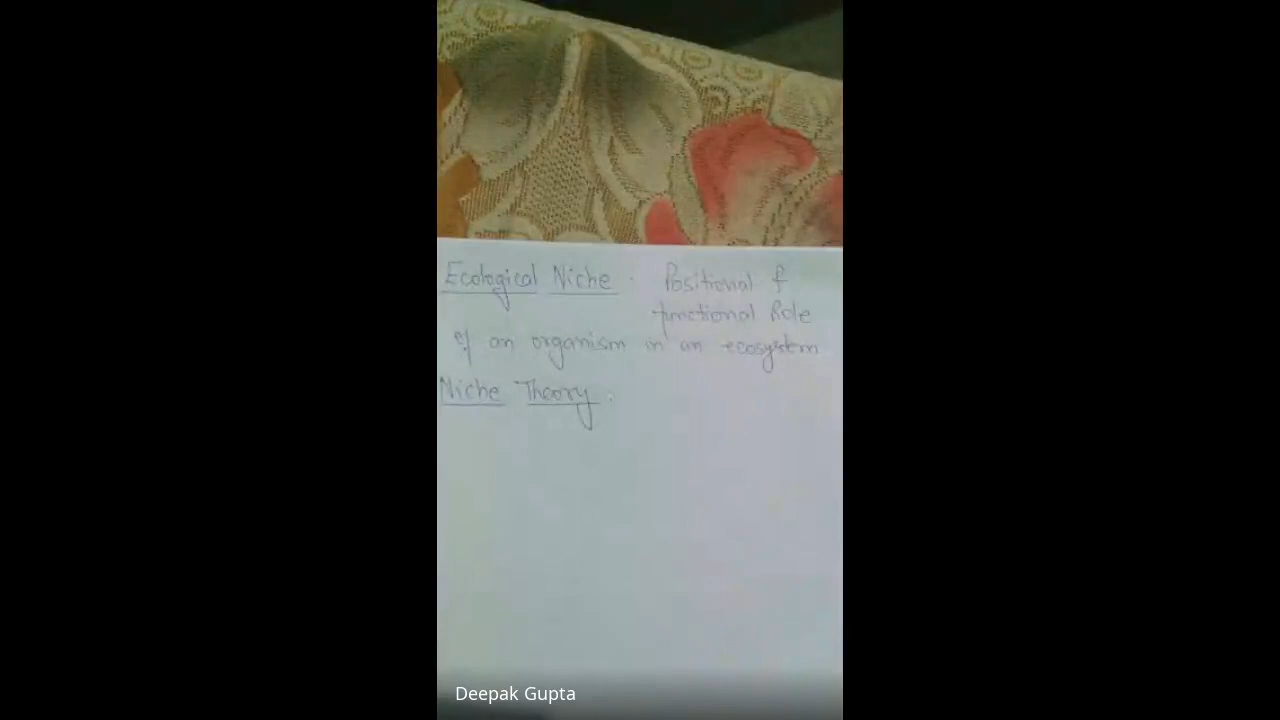 Ecological Niche : Positional &
functional Role
of an organism in an ecosystem
Niche Theory :
Deepak Gupta